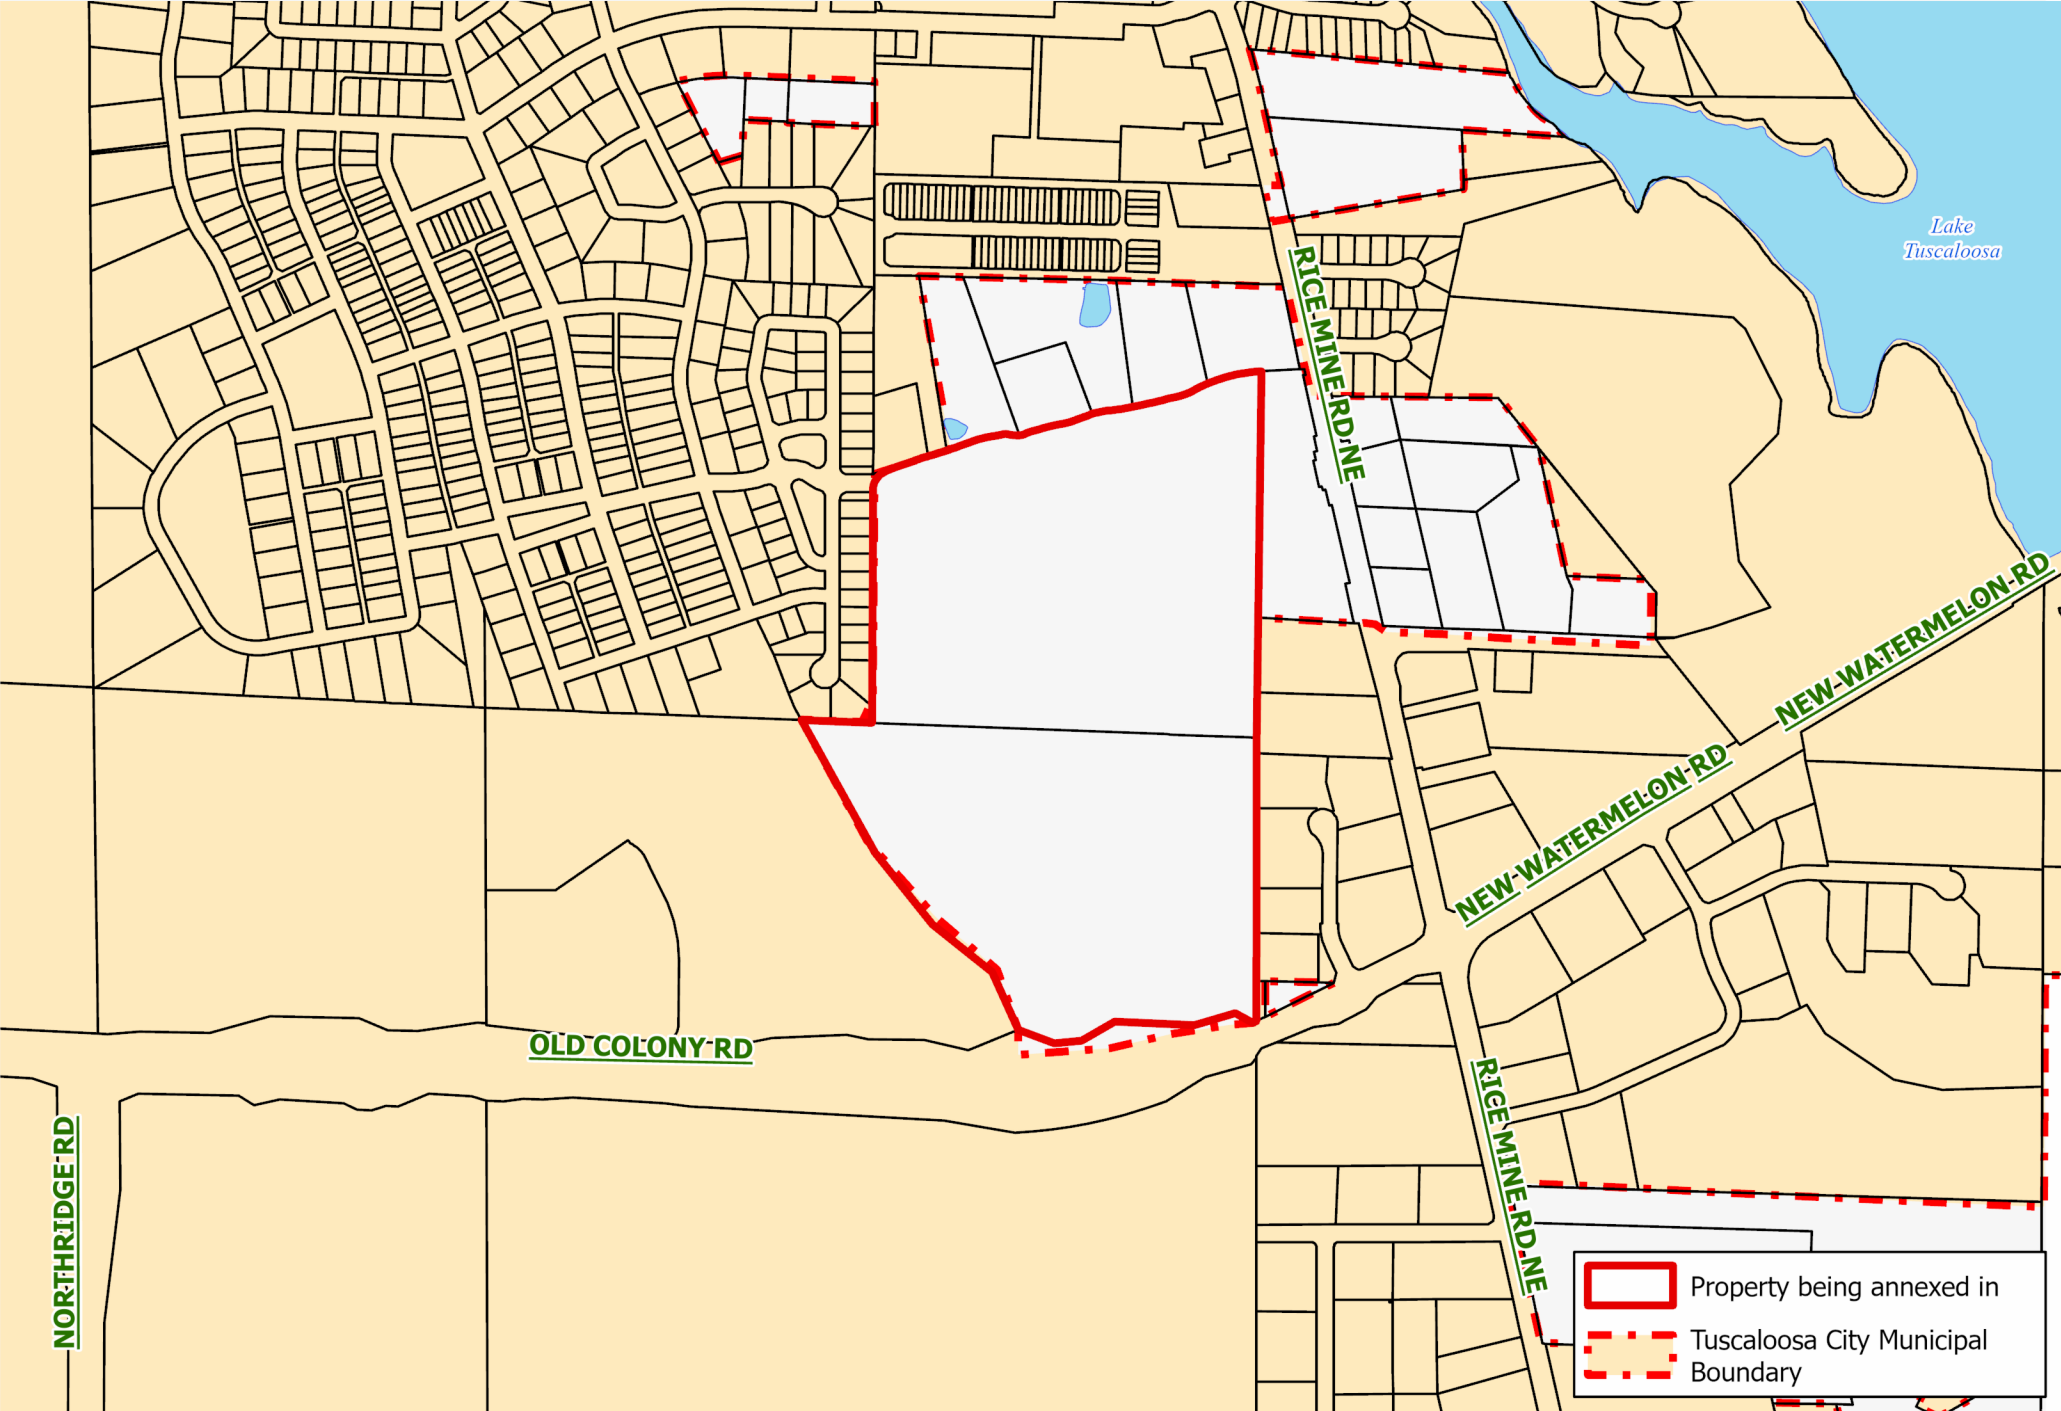 Lake
Tuscaloosa
RICE MINE RD NE
NEW WATERMELON RD
NEW WATERMELON RD
OLD COLONY RD
RICE MINE RD NE
NORTHRIDGE RD
Property being annexed in
Tuscaloosa City Municipal
Boundary